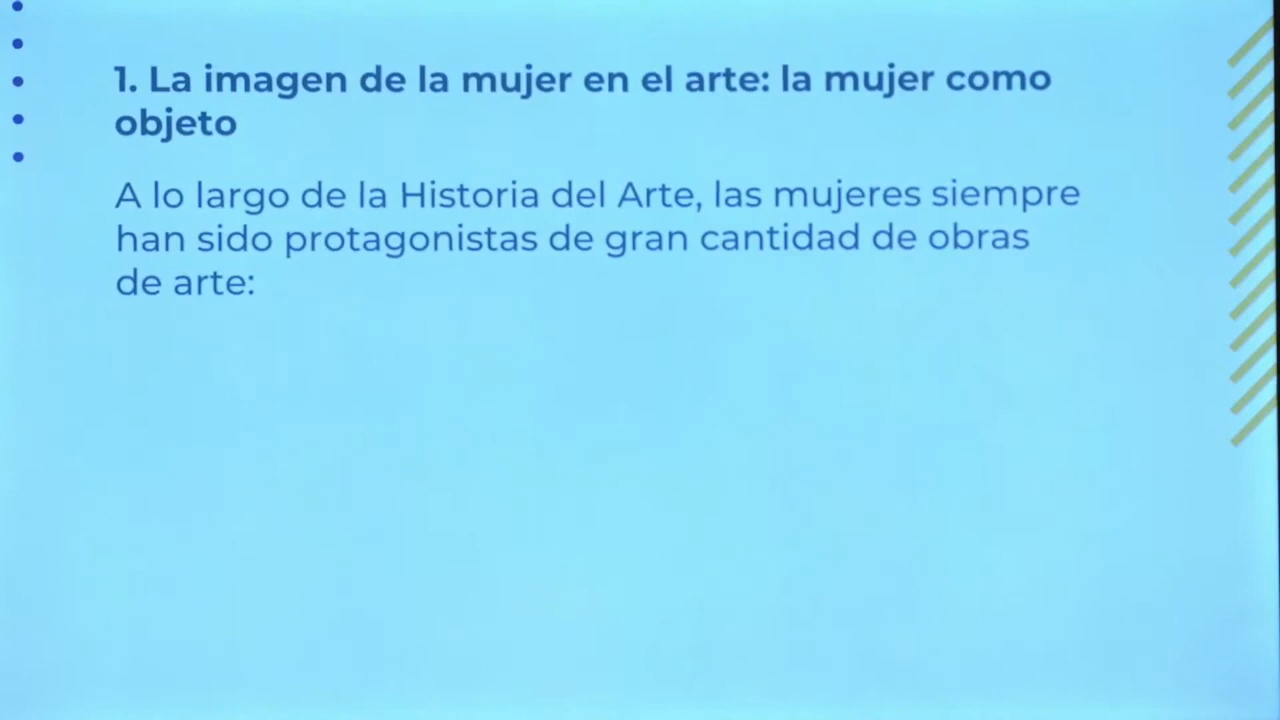 1. La imagen de la mujer en el arte: la mujer como
objeto
A lo largo de la Historia del Arte, las mujeres siempre
han sido protagonistas de gran cantidad de obras
de arte: